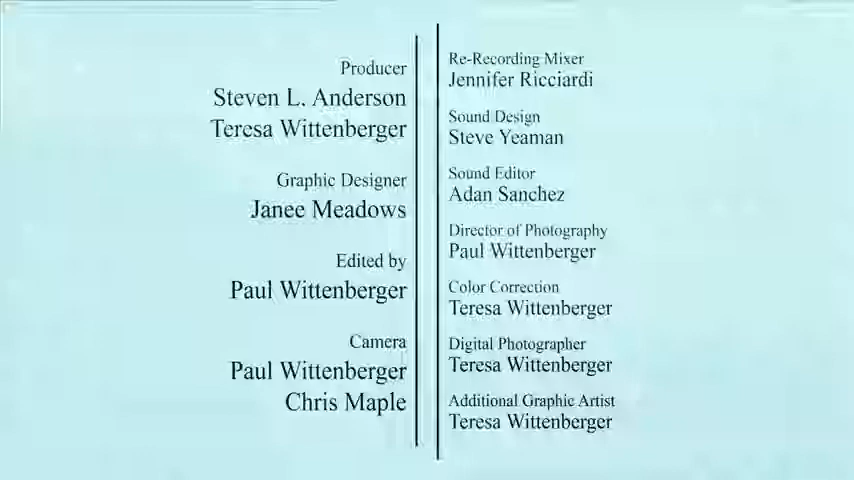 Producer
Steven L. Anderson
Teresa Wittenberger
Graphic Designer
Janee Meadows
Edited by
Paul Wittenberger
Camera
Paul Wittenberger
Chris Maple
Re-Recording Mixer
Jennifer Ricciardi
Sound Design
Steve Yeaman
Sound Editor
Adan Sanchez
Director of Photography
Paul Wittenberger
Color Correction
Teresa Wittenberger
Digital Photographer
Teresa Wittenberger
Additional Graphic Artist
Teresa Wittenberger